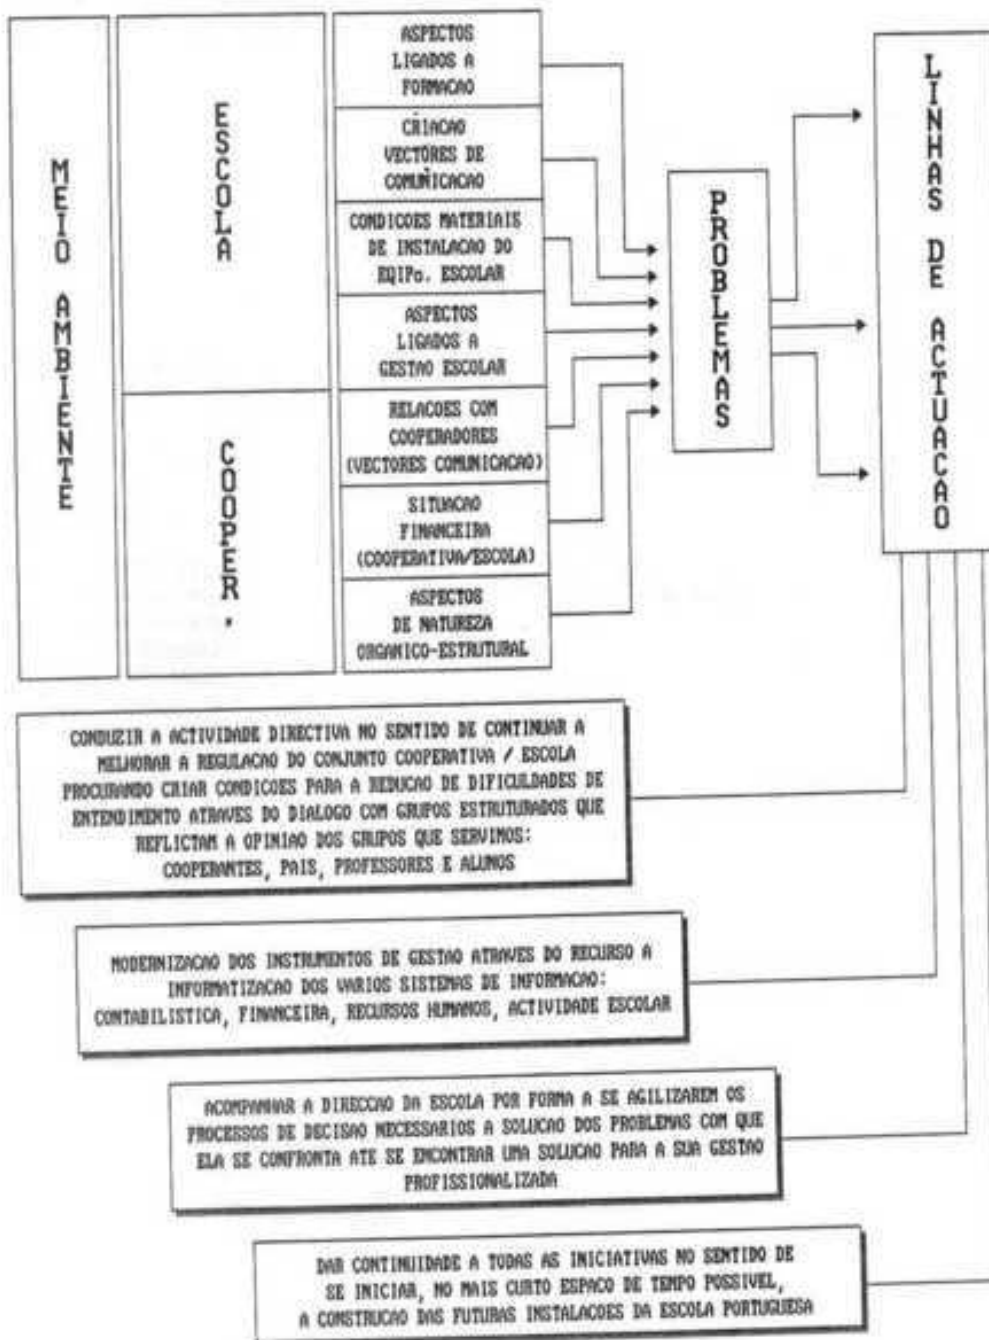 MEIO AMBIENTE
ESCOLA
COOPER.
ASPECTOS
LIGADOS A
FORMACAO
CRIACAO
VECTORES DE
COMUNICACAO
CONDICOES MATERIAIS
DE INSTALACAO DO
EQIPo. ESCOLAR
ASPECTOS
LIGADOS A
GESTAO ESCOLAR
RELACOES COM
COOPERADORES
(VECTORES COMUNICACAO)
SITUACAO
FINANCEIRA
(COOPERATIVA/ESCOLA)
ASPECTOS
DE NATUREZA
ORGANICO-ESTRUTURAL
PROBLEMAS
LINHAS DE ACTUACAO
CONDUZIR A ACTIVIDADE DIRECTIVA NO SENTIDO DE CONTINUAR A
MELHORAR A REGULACAO DO CONJUNTO COOPERATIVA / ESCOLA
PROCURANDO CRIAR CONDICOES PARA A REDUCAO DE DIFICULDADES DE
ENTENDIMENTO ATRAVES DO DIALOGO COM GRUPOS ESTRUTURADOS QUE
REFLICTAM A OPINIAO DOS GRUPOS QUE SERVIMOS:
COOPERANTES, PAIS, PROFESSORES E ALUNOS
MODERNIZACAO DOS INSTRUMENTOS DE GESTAO ATRAVES DO RECURSO A
INFORMATIZACAO DOS VARIOS SISTEMAS DE INFORMACAO:
CONTABILISTICA, FINANCEIRA, RECURSOS HUMANOS, ACTIVIDADE ESCOLAR
ACOMPANHAR A DIRECCAO DA ESCOLA POR FORMA A SE AGILIZAREM OS
PROCESSOS DE DECISAO NECESSARIOS A SOLUCAO DOS PROBLEMAS COM QUE
ELA SE CONFRONTA ATE SE ENCONTRAR UMA SOLUCAO PARA A SUA GESTAO
PROFISSIONALIZADA
DAR CONTINUIDADE A TODAS AS INICIATIVAS NO SENTIDO DE
SE INICIAR, NO MAIS CURTO ESPACO DE TEMPO POSSIVEL,
A CONSTRUCAO DAS FUTURAS INSTALACOES DA ESCOLA PORTUGUESA